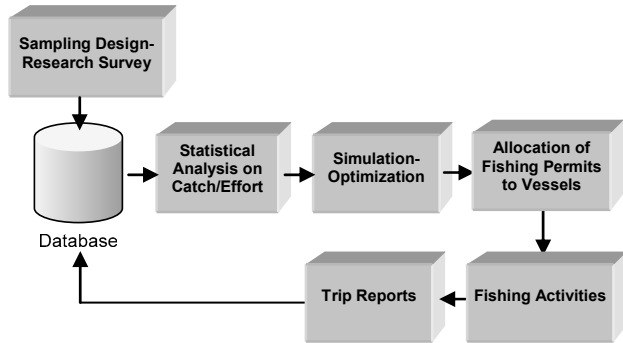 Sampling Design-
Research Survey
Statistical
Analysis on
Catch/Effort
Simulation-
Optimization
Allocation of
Fishing Permits
to Vessels
Database
Trip Reports
Fishing Activities